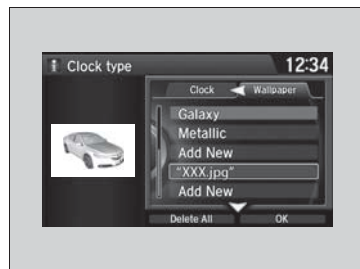 i Clock type 12:34
Clock Wallpaper
Galaxy
Metallic
Add New
"XXX.jpg"
Add New
Delete All OK